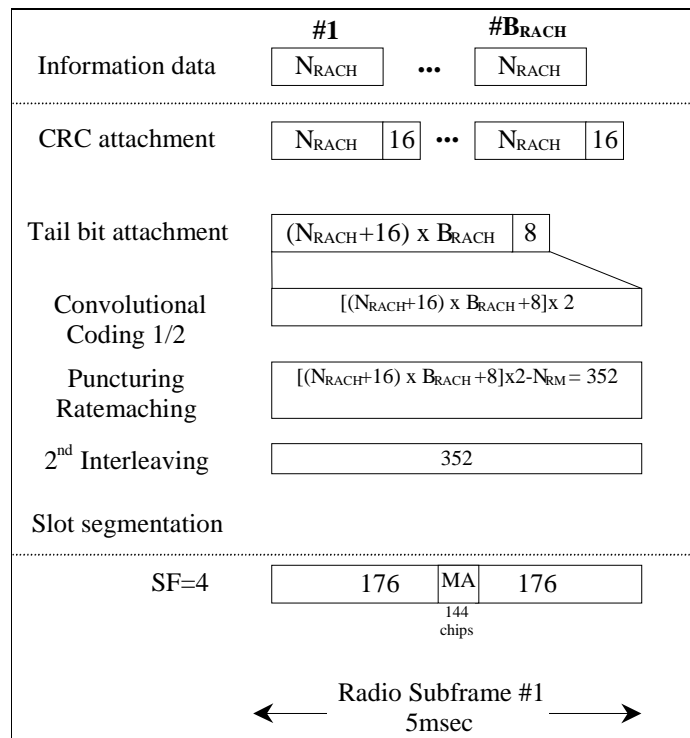 #1 #BRACH
Information data NRACH ••• NRACH
CRC attachment NRACH 16 ••• NRACH 16
Tail bit attachment (NRACH+16) x BRACH 8
Convolutional
Coding 1/2
[(NRACH+16) x BRACH+8]x 2
Puncturing
Ratemaching
[(NRACH+16) x BRACH+8]x2-NRM = 352
2nd Interleaving 352
Slot segmentation
SF=4 176 MA 176
144
chips
Radio Subframe #1
5msec